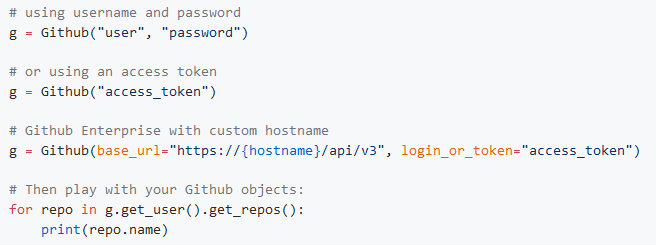 # using username and password
g = Github("user", "password")
# or using an access token
g = Github("access_token")
# Github Enterprise with custom hostname
g = Github(base_url="https://{hostname}/api/v3", login_or_token="access_token")
# Then play with your Github objects:
for repo in g.get_user().get_repos():
    print(repo.name)